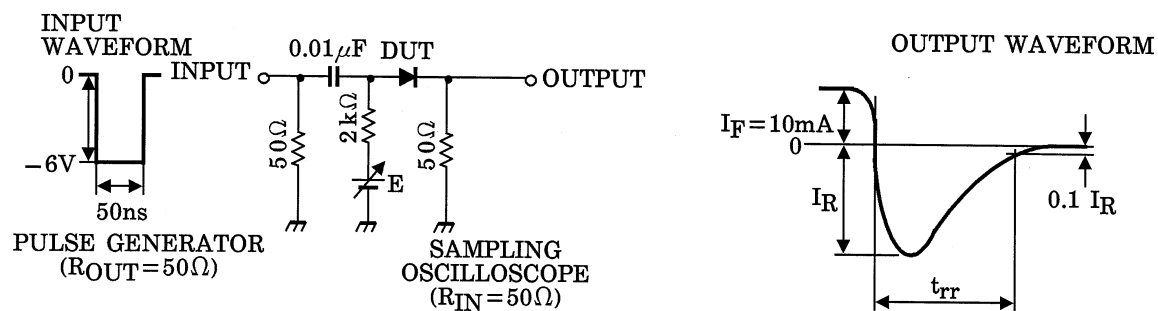 INPUT
WAVEFORM
0
−6V
50ns
PULSE GENERATOR
(ROUT=50Ω)
INPUT
0.01μF
DUT
OUTPUT
50Ω
2kΩ
E
50Ω
SAMPLING
OSCILLOSCOPE
(RIN=50Ω)
OUTPUT WAVEFORM
IF=10mA
0
IR
0.1 IR
trr